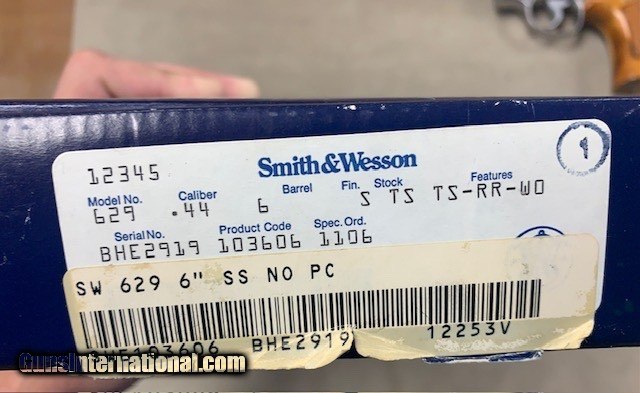 12345
Smith & Wesson
1
Model No. Caliber Barrel Fin. Stock Features
629 .44 6 S TS TS-RR-WO
Serial No. Product Code Spec. Ord.
BHE2919 103606 1106
SW 629 6" SS NO PC
103606 BHE2919 12253V
GunsInternational.com